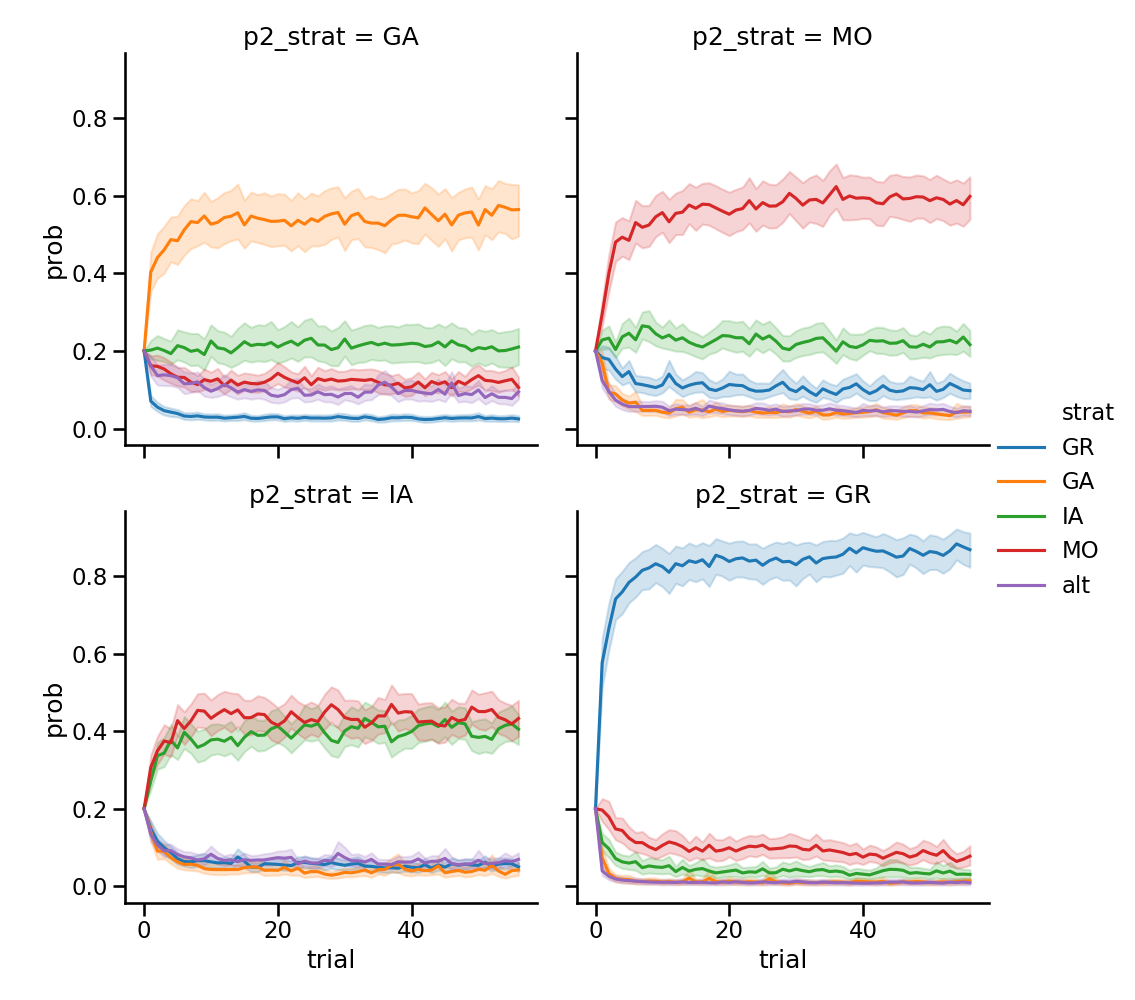 p2_strat = GA
p2_strat = MO
prob
0.8
0.6
0.4
0.2
0.0
p2_strat = IA
p2_strat = GR
prob
0.8
0.6
0.4
0.2
0.0
0
20
40
trial
0
20
40
trial
strat
GR
GA
IA
MO
alt